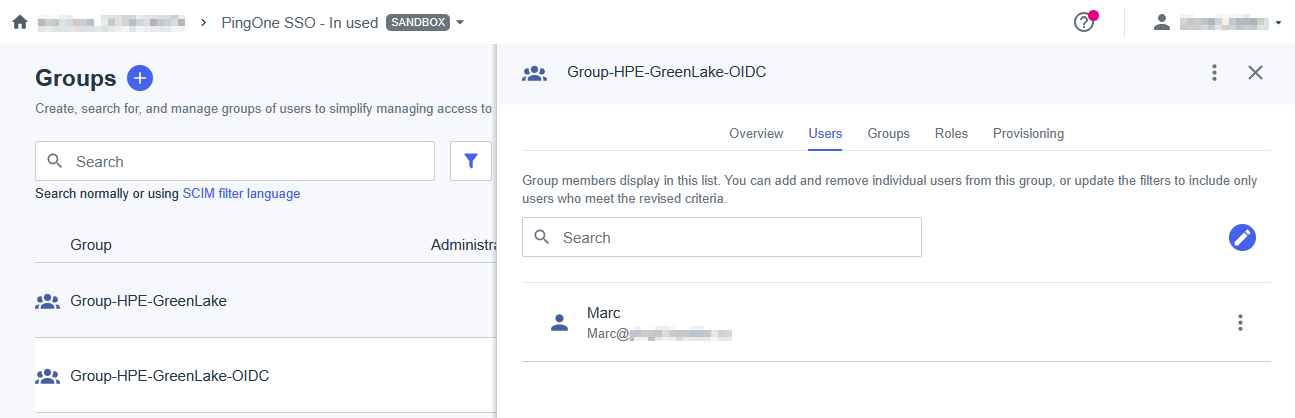 PingOne SSO - In used SANDBOX
Groups
Create, search for, and manage groups of users to simplify managing access to
Search
Search normally or using SCIM filter language
Group Administra
Group-HPE-GreenLake
Group-HPE-GreenLake-OIDC
Group-HPE-GreenLake-OIDC
Overview Users Groups Roles Provisioning
Group members display in this list. You can add and remove individual users from this group, or update the filters to include only
users who meet the revised criteria.
Search
Marc
Marc@